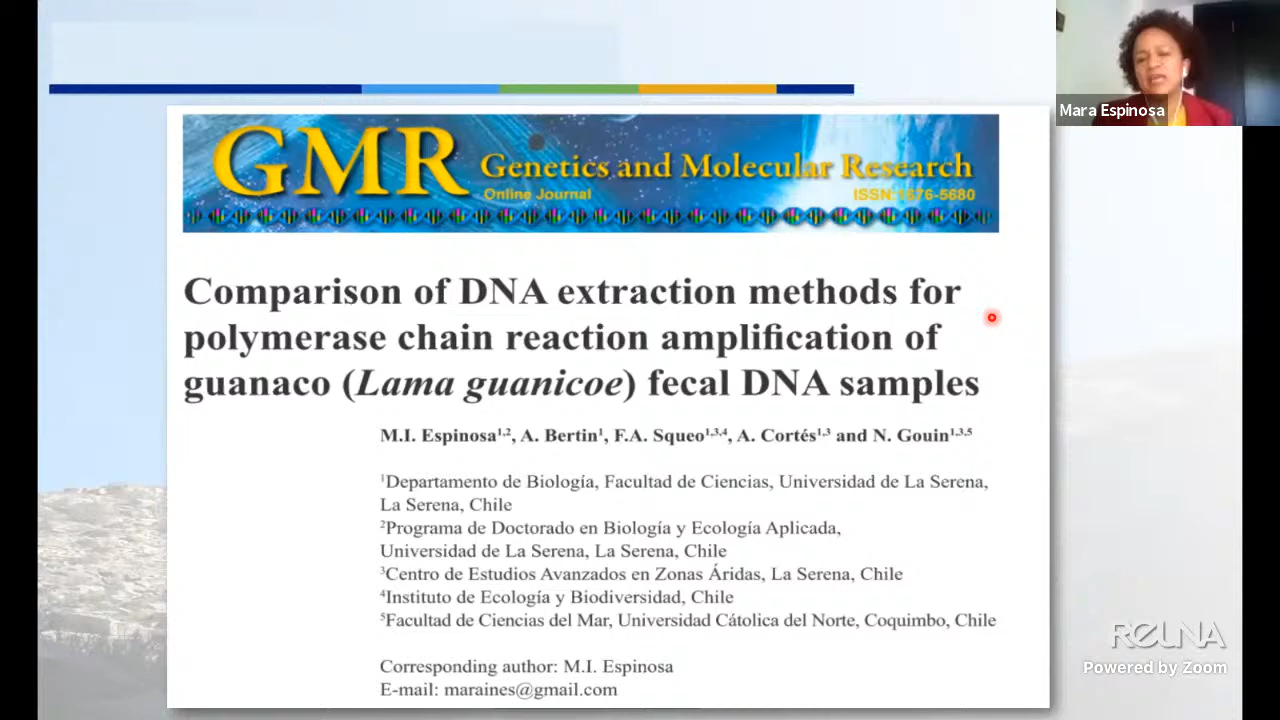 GMR Genetics and Molecular Research
Online Journal ISSN:1676-5680
Comparison of DNA extraction methods for
polymerase chain reaction amplification of
guanaco (Lama guanicoe) fecal DNA samples
M.I. Espinosa1,2, A. Bertin1, F.A. Squeo1,3,4, A. Cortés1,3 and N. Gouin1,3,5
1Departamento de Biología, Facultad de Ciencias, Universidad de La Serena,
La Serena, Chile
2Programa de Doctorado en Biología y Ecología Aplicada,
Universidad de La Serena, La Serena, Chile
3Centro de Estudios Avanzados en Zonas Áridas, La Serena, Chile
4Instituto de Ecología y Biodiversidad, Chile
5Facultad de Ciencias del Mar, Universidad Cátolica del Norte, Coquimbo, Chile
Corresponding author: M.I. Espinosa
E-mail: maraines@gmail.com
Mara Espinosa
REUNA
Powered by Zoom